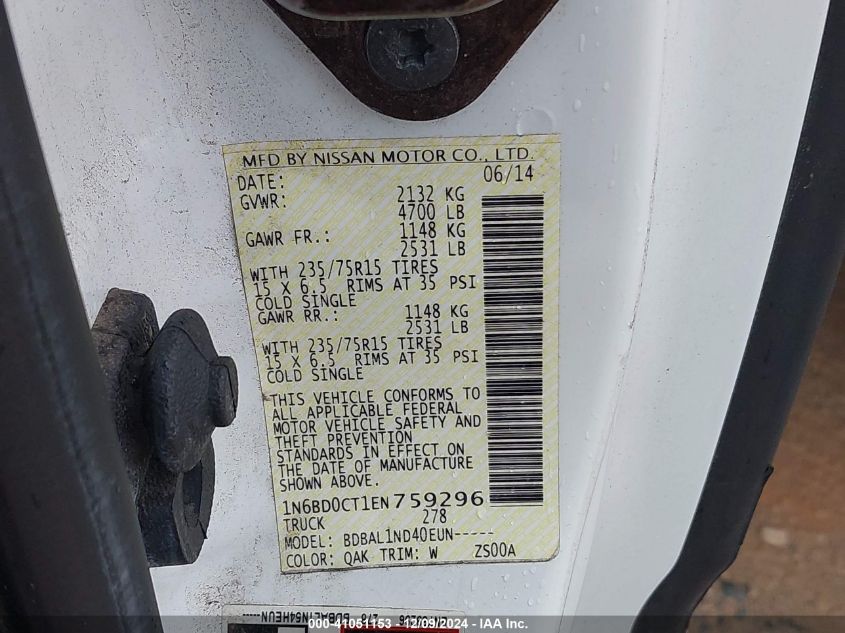 MFD BY NISSAN MOTOR CO., LTD.
DATE: 06/14
GVWR: 2132 KG
4700 LB
GAWR FR.: 1148 KG
2531 LB
WITH 235/75R15 TIRES
15 X 6.5 RIMS AT 35 PSI
COLD SINGLE
GAWR RR.: 1148 KG
2531 LB
WITH 235/75R15 TIRES
15 X 6.5 RIMS AT 35 PSI
COLD SINGLE
THIS VEHICLE CONFORMS TO
ALL APPLICABLE FEDERAL
MOTOR VEHICLE SAFETY AND
THEFT PREVENTION
STANDARDS IN EFFECT ON
THE DATE OF MANUFACTURE
SHOWN ABOVE.
1N6BD0CT1EN759296
TRUCK 278
MODEL: BDBAL1ND40EUN-----
COLOR: QAK TRIM: W ZS00A
000-41051153 - 12/09/2024 - IAA Inc.